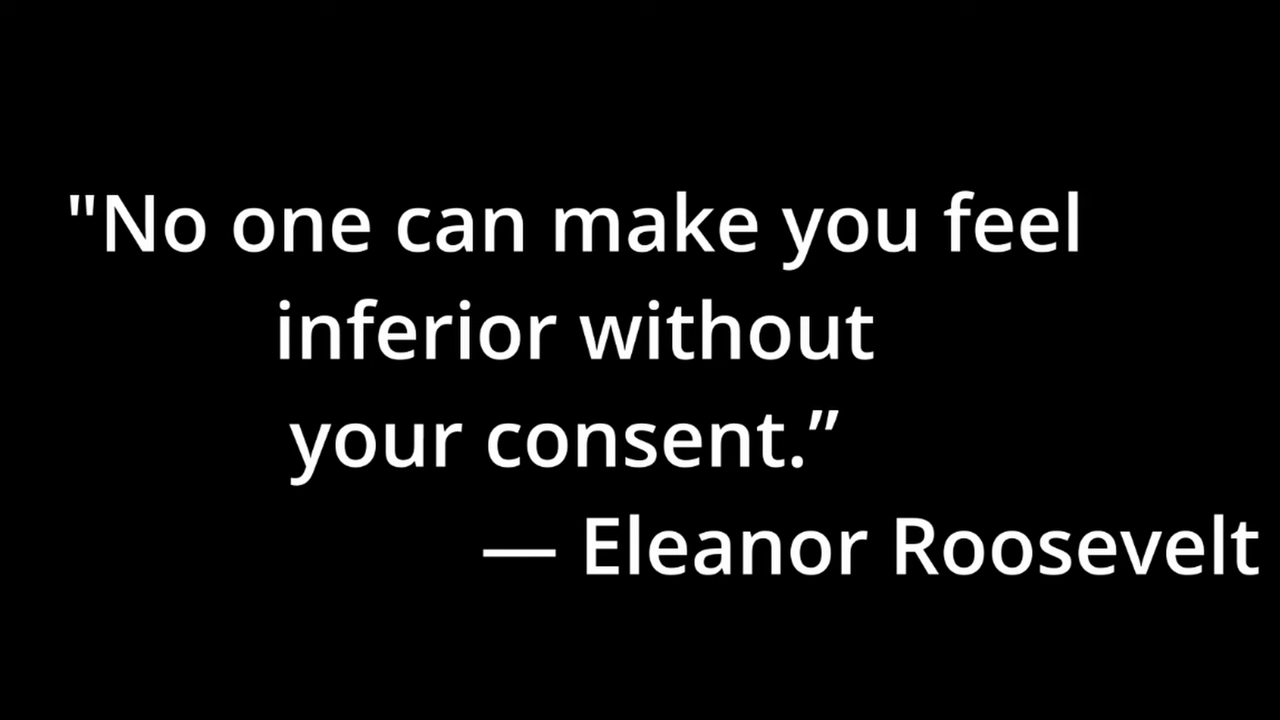 "No one can make you feel
inferior without
your consent.”
— Eleanor Roosevelt